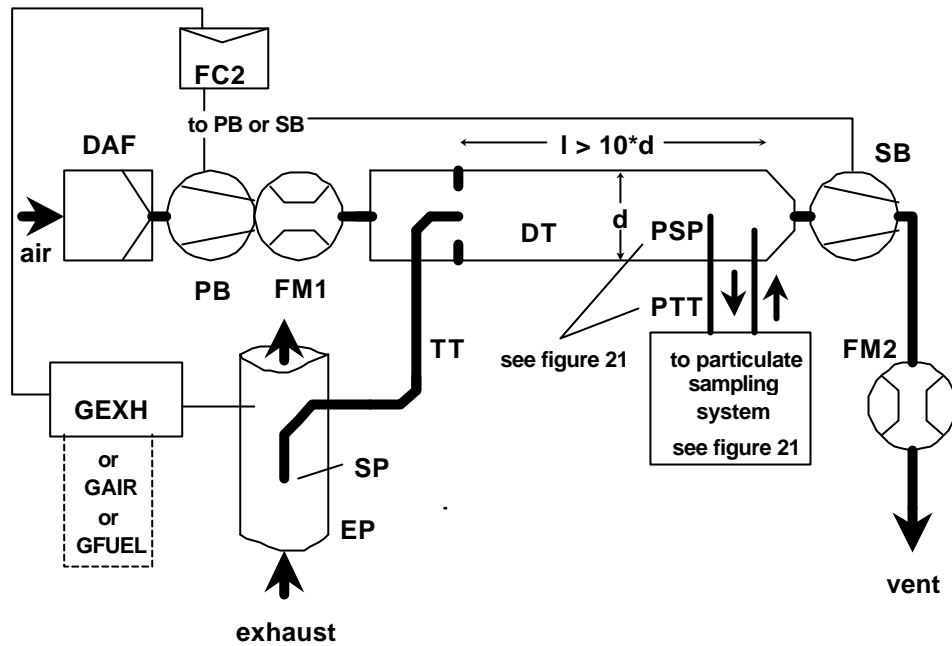 FC2
to PB or SB
DAF
l > 10*d
SB
d
DT
PSP
air
PB
FM1
PTT
TT
see figure 21
FM2
to particulate
sampling
system
see figure 21
GEXH
or
GAIR
or
GFUEL
SP
EP
vent
exhaust